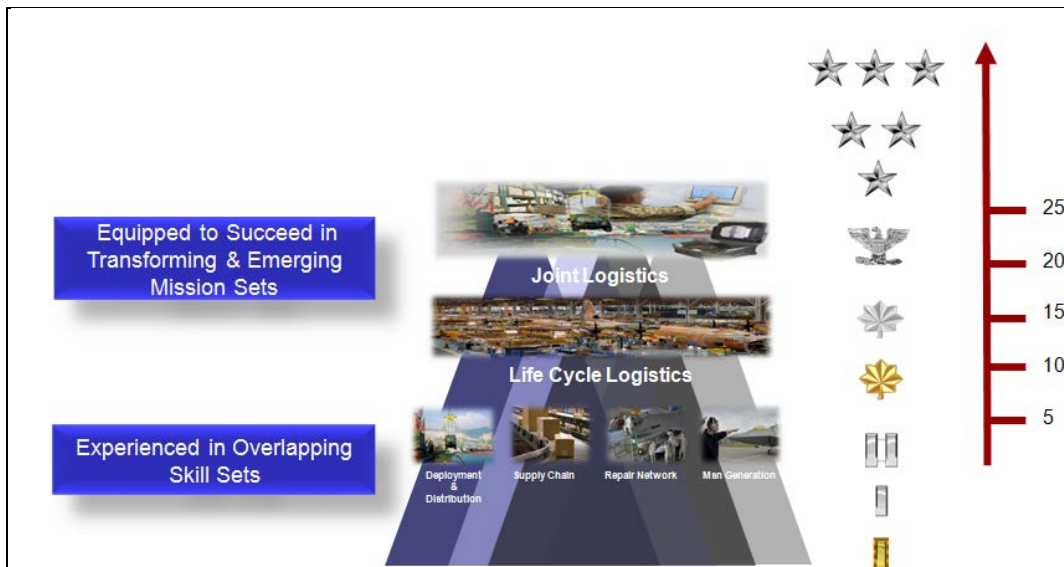 Equipped to Succeed in
Transforming & Emerging
Mission Sets
Joint Logistics
Life Cycle Logistics
Experienced in Overlapping
Skill Sets
Deployment
&
Distribution
Supply Chain
Repair Network
Msn Generation
25
20
15
10
5